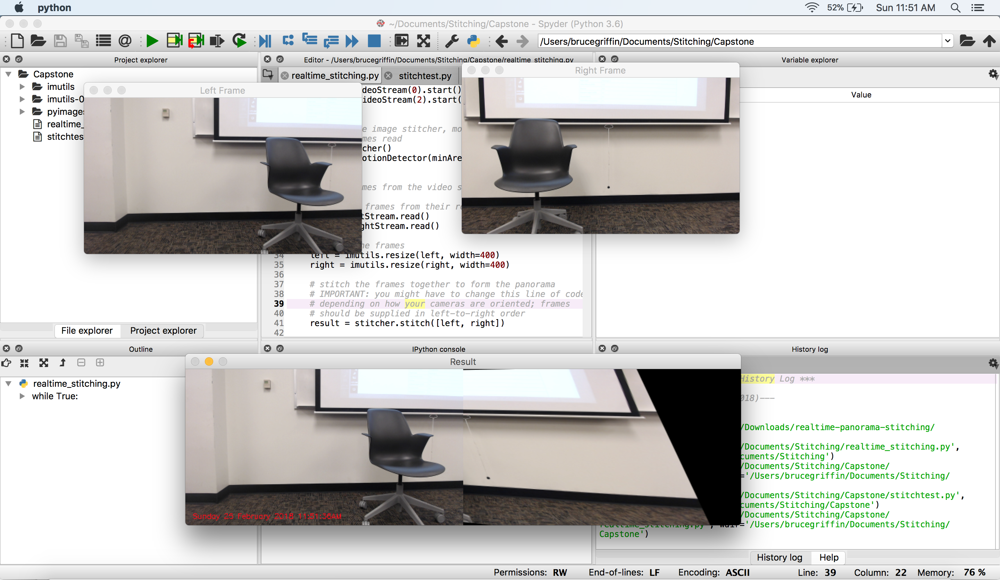 python
52%
Sun 11:51 AM
~/Documents/Stitching/Capstone - Spyder (Python 3.6)
/Users/brucegriffin/Documents/Stitching/Capstone
Project explorer
Editor - /Users/brucegriffin/Documents/Stitching/Capstone/realtime_stitching.py
Variable explorer
Capstone
imutils
imutils-0
pyimages
realtime_
stitchtes
realtime_stitching.py
stitchtest.py
Left Frame
Right Frame
Value
deoStream(0).start()
ideoStream(2).start(
e image stitcher, mo
mes read
cher()
otionDetector(minAre
mes from the video s
frames from their re
tStream.read()
ghtStream.read()
he frames
34 left = imutils.resize(left, width=400)
35 right = imutils.resize(right, width=400)
36
37 # stitch the frames together to form the panorama
38 # IMPORTANT: you might have to change this line of code
39 # depending on how your cameras are oriented; frames
40 # should be supplied in left-to-right order
41 result = stitcher.stitch([left, right])
42
File explorer
Project explorer
Outline
IPython console
History log
realtime_stitching.py
while True:
Result
Sunday 25 February 2018 11:51:36AM
History Log ***
018)---
/Downloads/realtime-panorama-stitching/
/Documents/Stitching/realtime_stitching.py',
cuments/Stitching')
/Documents/Stitching/Capstone/
='/Users/brucegriffin/Documents/Stitching/
/Documents/Stitching/Capstone/stitchtest.py',
cuments/Stitching/Capstone')
/Documents/Stitching/Capstone/
realtime_stitching.py', wdir='/Users/brucegriffin/Documents/Stitching/
Capstone')
History log
Help
Permissions: RW
End-of-lines: LF
Encoding: ASCII
Line: 39
Column: 22
Memory: 76 %